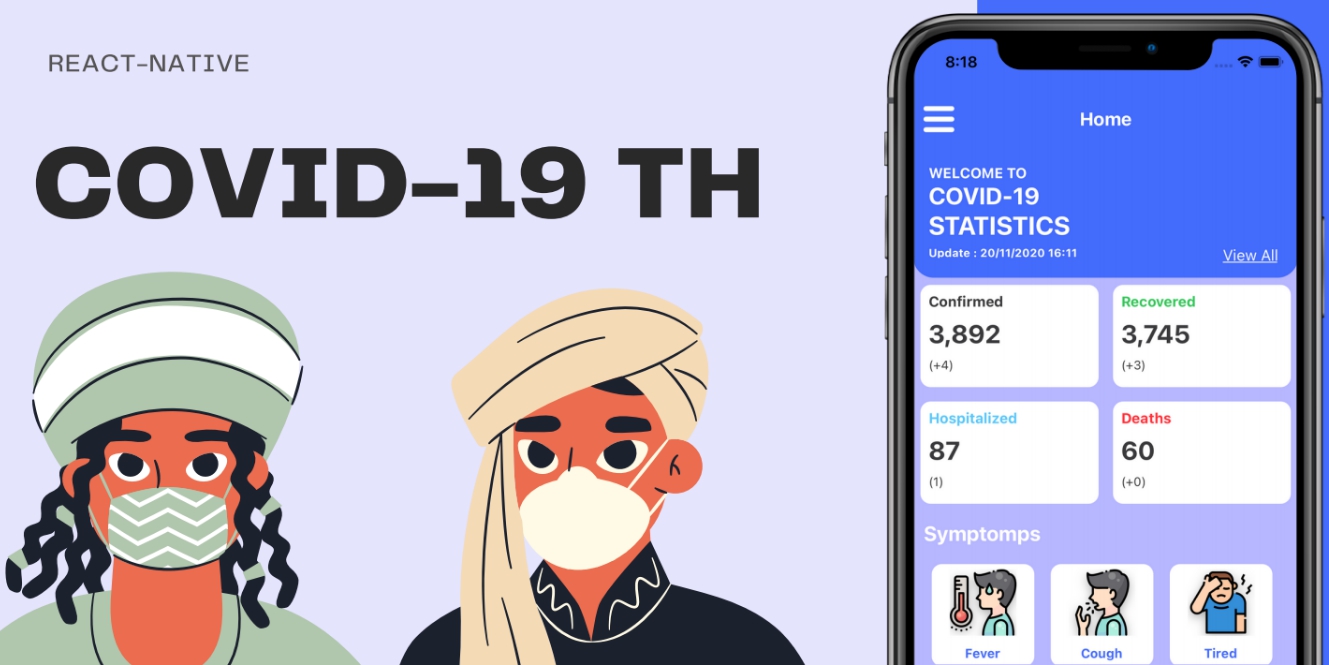 REACT-NATIVE
COVID-19 TH
8:18
Home
WELCOME TO
COVID-19
STATISTICS
Update : 20/11/2020 16:11
View All
Confirmed
3,892
(+4)
Recovered
3,745
(+3)
Hospitalized
87
(1)
Deaths
60
(+0)
Symptomps
Fever
Cough
Tired